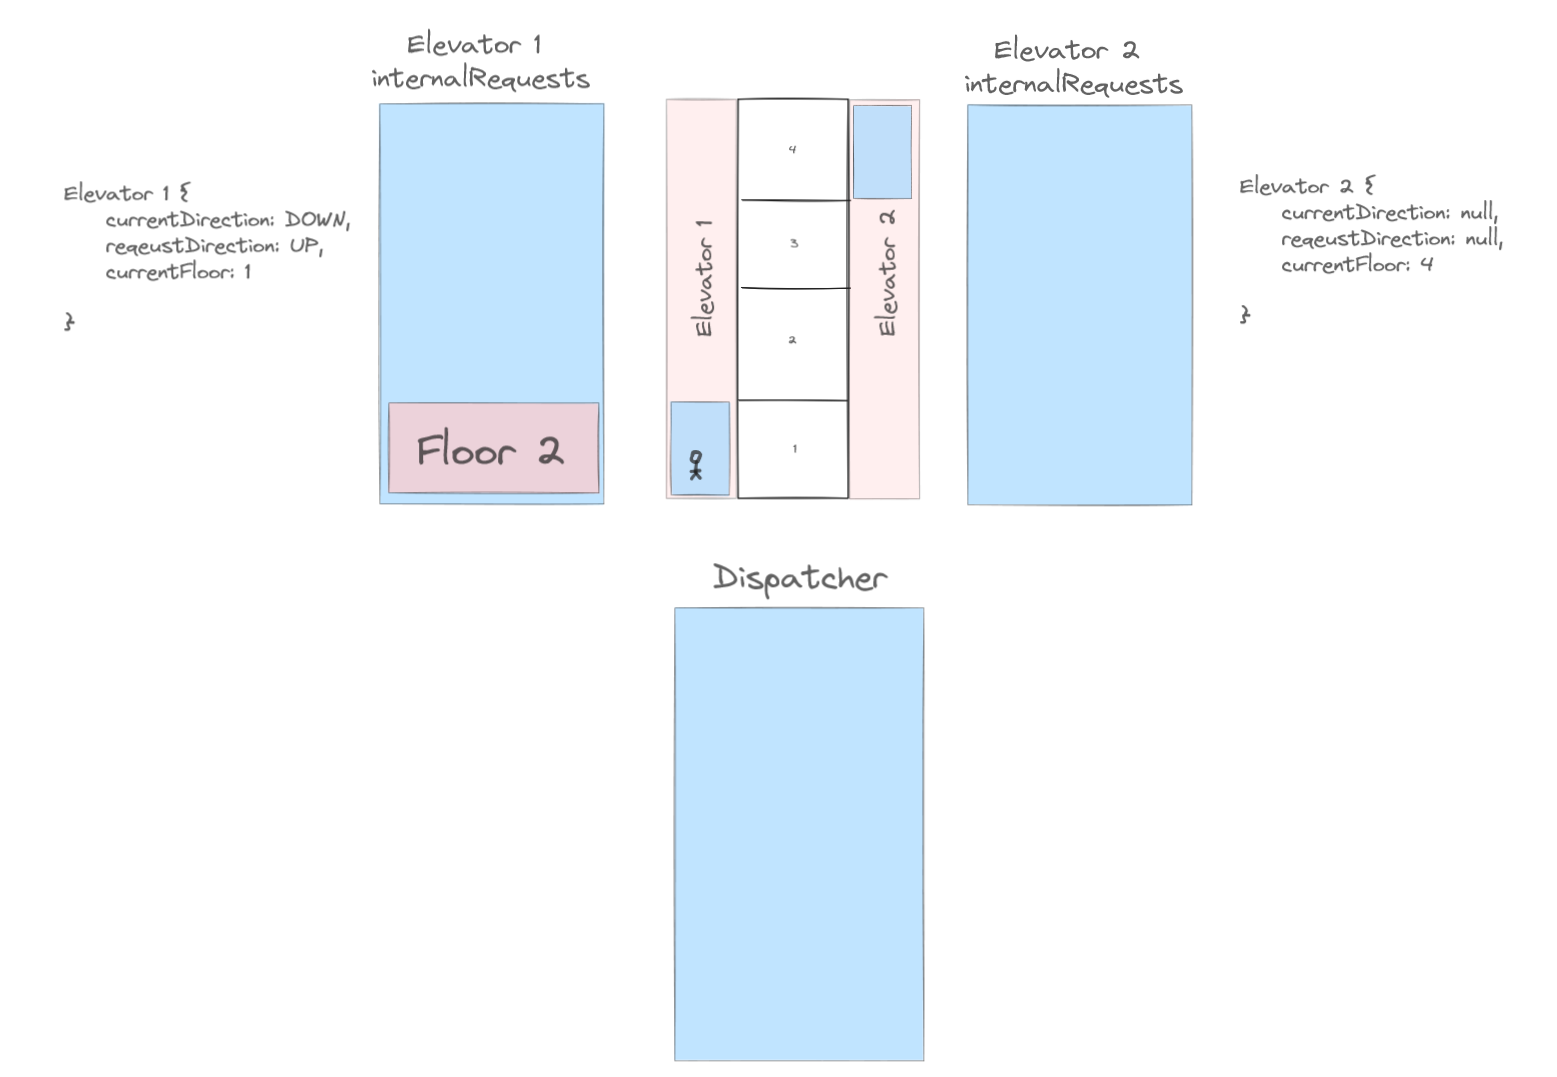 Elevator 1
internalRequests
Elevator 2
internalRequests
Elevator 1 {
currentDirection: DOWN,
reqeustDirection: UP,
currentFloor: 1
}
Floor 2
Elevator 1
4
3
2
1
Elevator 2
Elevator 2 {
currentDirection: null,
reqeustDirection: null,
currentFloor: 4
}
Dispatcher